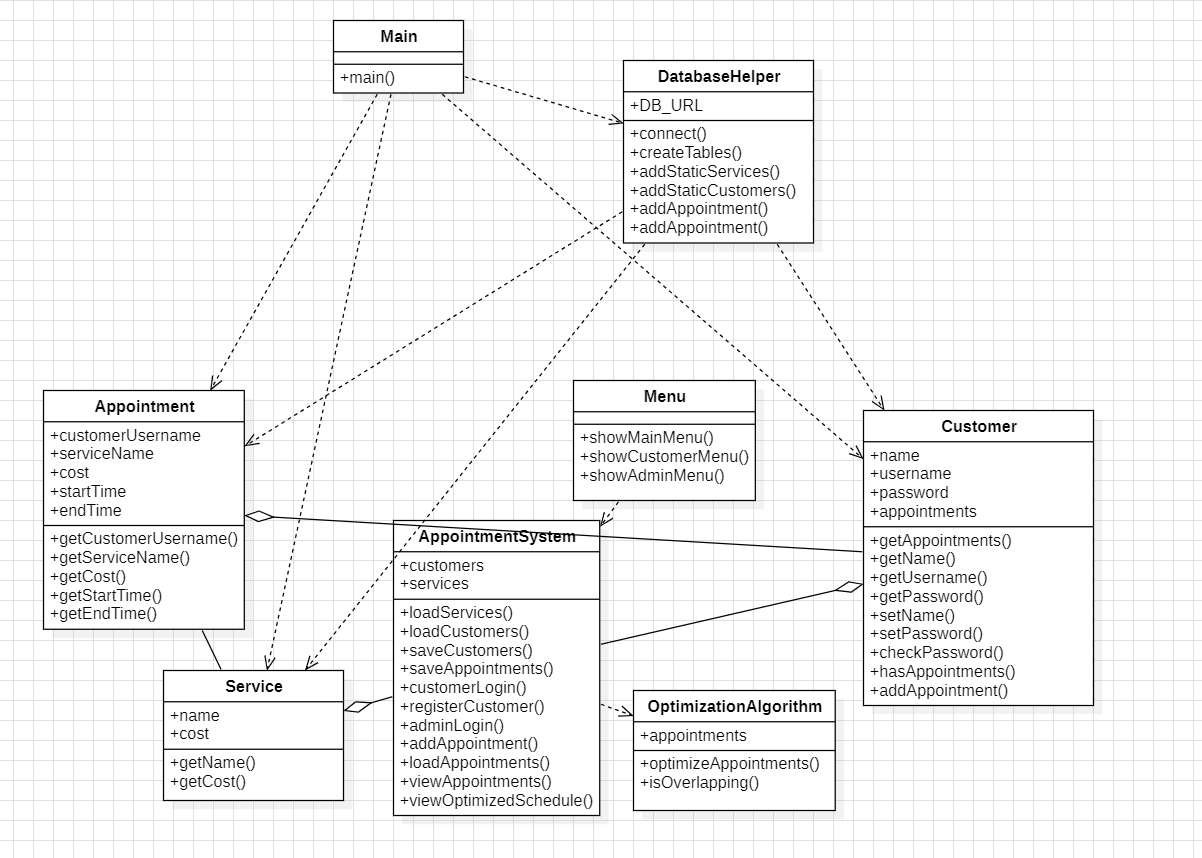 Main
+main()
DatabaseHelper
+DB_URL
+connect()
+createTables()
+addStaticServices()
+addStaticCustomers()
+addAppointment()
+addAppointment()
Appointment
+customerUsername
+serviceName
+cost
+startTime
+endTime
+getCustomerUsername()
+getServiceName()
+getCost()
+getStartTime()
+getEndTime()
Menu
+showMainMenu()
+showCustomerMenu()
+showAdminMenu()
Customer
+name
+username
+password
+appointments
+getAppointments()
+getName()
+getUsername()
+getPassword()
+setName()
+setPassword()
+checkPassword()
+hasAppointments()
+addAppointment()
AppointmentSystem
+customers
+services
+loadServices()
+loadCustomers()
+saveCustomers()
+saveAppointments()
+customerLogin()
+registerCustomer()
+adminLogin()
+addAppointment()
+loadAppointments()
+viewAppointments()
+viewOptimizedSchedule()
Service
+name
+cost
+getName()
+getCost()
OptimizationAlgorithm
+appointments
+optimizeAppointments()
+isOverlapping()